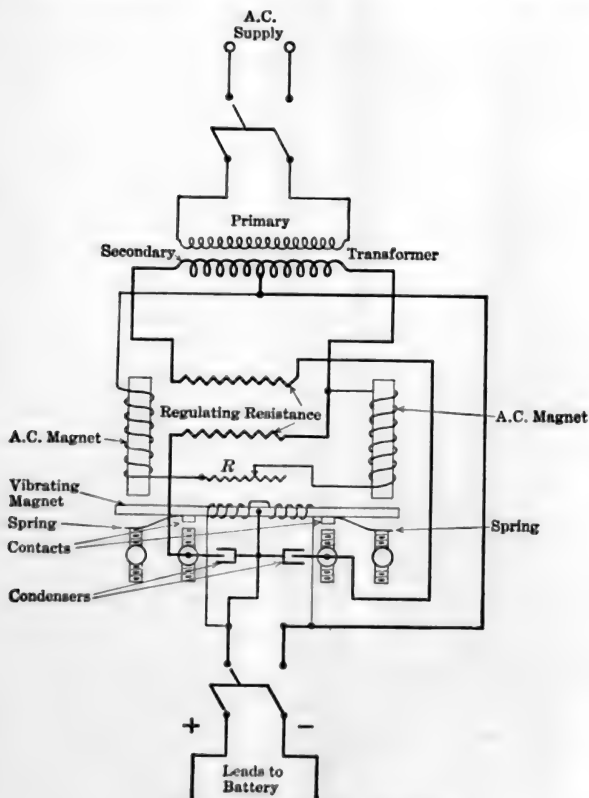 A.C.
Supply
Primary
Secondary
Transformer
Regulating Resistance
A.C. Magnet
A.C. Magnet
R
Vibrating
Magnet
Spring
Spring
Contacts
Condensers
+
−
Leads to
Battery